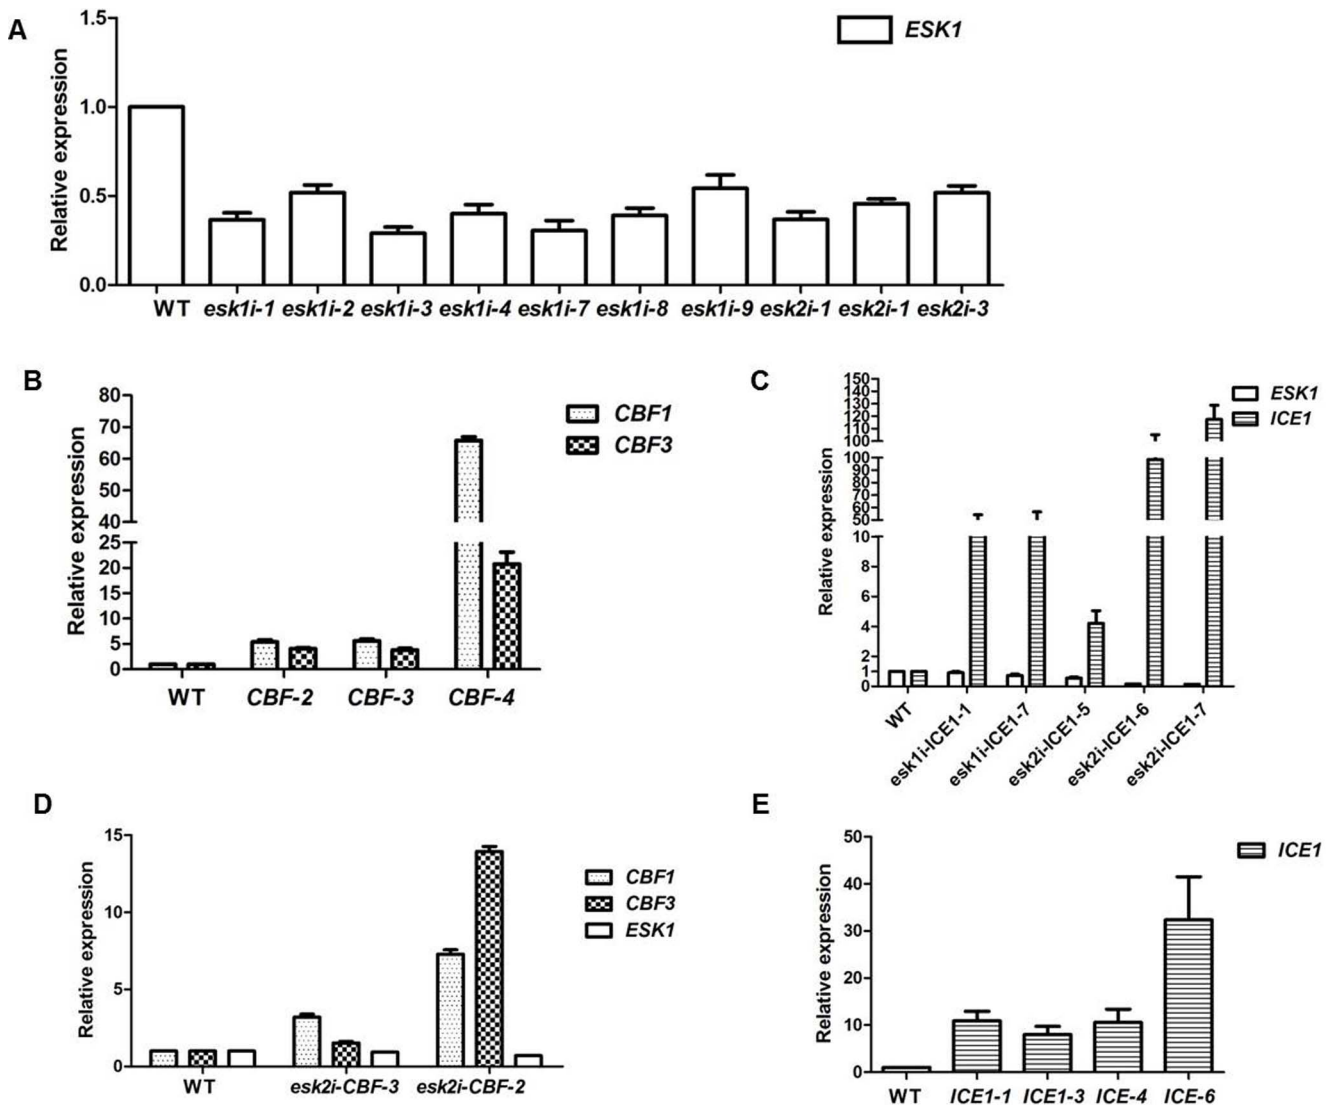 A
ESK1
Relative expression
1.5
1.0
0.5
0.0
WT esk1i-1 esk1i-2 esk1i-3 esk1i-4 esk1i-7 esk1i-8 esk1i-9 esk2i-1 esk2i-1 esk2i-3
B
CBF1
CBF3
Relative expression
80
70
60
50
40
25
20
15
10
5
0
WT CBF-2 CBF-3 CBF-4
C
ESK1
ICE1
Relative expression
150
140
130
120
110
100
100
90
80
70
60
50
10
8
6
4
2
1
0
WT esk1i-ICE1-1 esk1i-ICE1-7 esk2i-ICE1-5 esk2i-ICE1-6 esk2i-ICE1-7
D
CBF1
CBF3
ESK1
Relative expression
15
10
5
0
WT esk2i-CBF-3 esk2i-CBF-2
E
ICE1
Relative expression
50
40
30
20
10
0
WT ICE1-1 ICE1-3 ICE-4 ICE-6